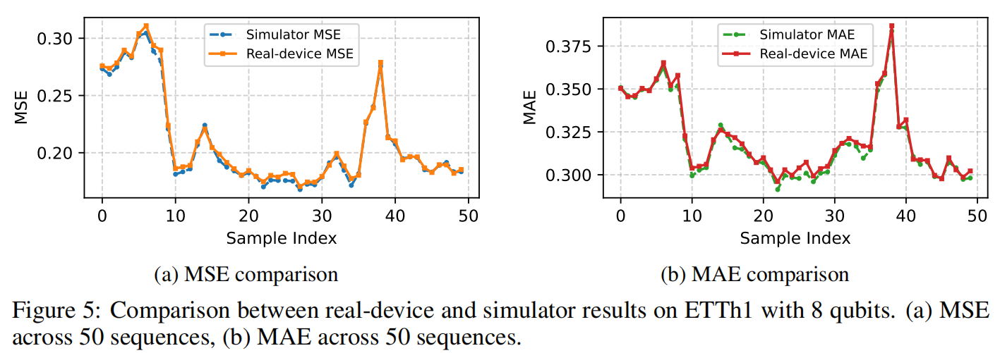 0.30
0.25
0.20
MSE
Simulator MSE
Real-device MSE
0 10 20 30 40 50
Sample Index
(a) MSE comparison
0.375
0.350
0.325
0.300
MAE
Simulator MAE
Real-device MAE
0 10 20 30 40 50
Sample Index
(b) MAE comparison
Figure 5: Comparison between real-device and simulator results on ETTh1 with 8 qubits. (a) MSE
across 50 sequences, (b) MAE across 50 sequences.